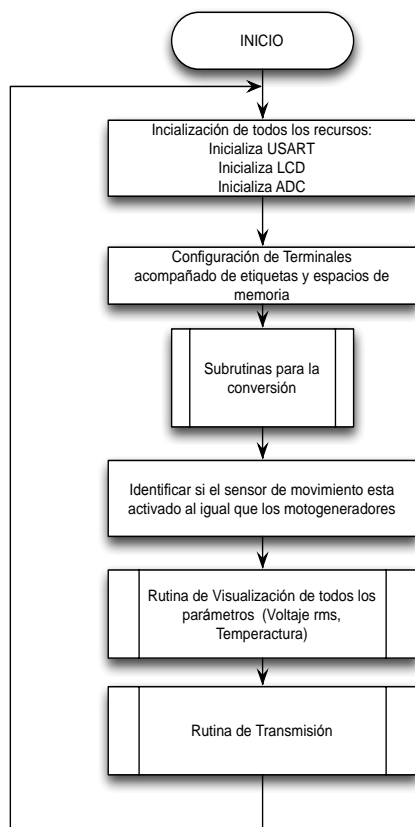 INICIO
Incialización de todos los recursos:
Inicializa USART
Inicializa LCD
Inicializa ADC
Configuración de Terminales
acompañado de etiquetas y espacios de
memoria
Subrutinas para la
conversión
Identificar si el sensor de movimiento esta
activado al igual que los motogeneradores
Rutina de Visualización de todos los
parámetros (Voltaje rms,
Temperactura)
Rutina de Transmisión